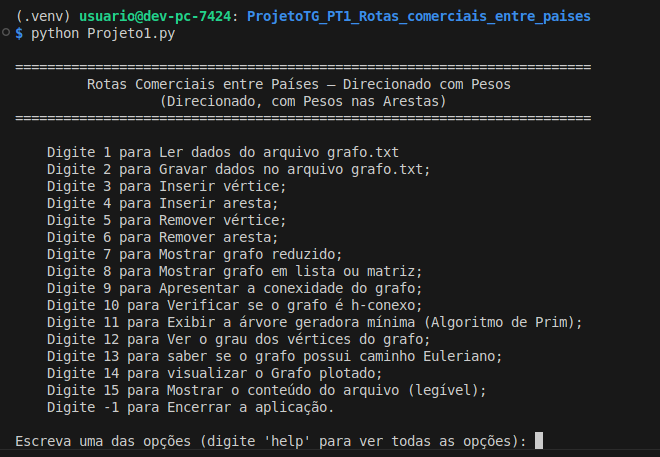 (.venv) usuario@dev-pc-7424: ProjetoTG_PT1_Rotas_comerciais_entre_paises
$ python Projeto1.py
========================================================================
Rotas Comerciais entre Países – Direcionado com Pesos
(Direcionado, com Pesos nas Arestas)
========================================================================
Digite 1 para Ler dados do arquivo grafo.txt
Digite 2 para Gravar dados no arquivo grafo.txt;
Digite 3 para Inserir vértice;
Digite 4 para Inserir aresta;
Digite 5 para Remover vértice;
Digite 6 para Remover aresta;
Digite 7 para Mostrar grafo reduzido;
Digite 8 para Mostrar grafo em lista ou matriz;
Digite 9 para Apresentar a conexidade do grafo;
Digite 10 para Verificar se o grafo é h-conexo;
Digite 11 para Exibir a árvore geradora mínima (Algoritmo de Prim);
Digite 12 para Ver o grau dos vértices do grafo;
Digite 13 para saber se o grafo possui caminho Euleriano;
Digite 14 para visualizar o Grafo plotado;
Digite 15 para Mostrar o conteúdo do arquivo (legível);
Digite -1 para Encerrar a aplicação.
Escreva uma das opções (digite 'help' para ver todas as opções):